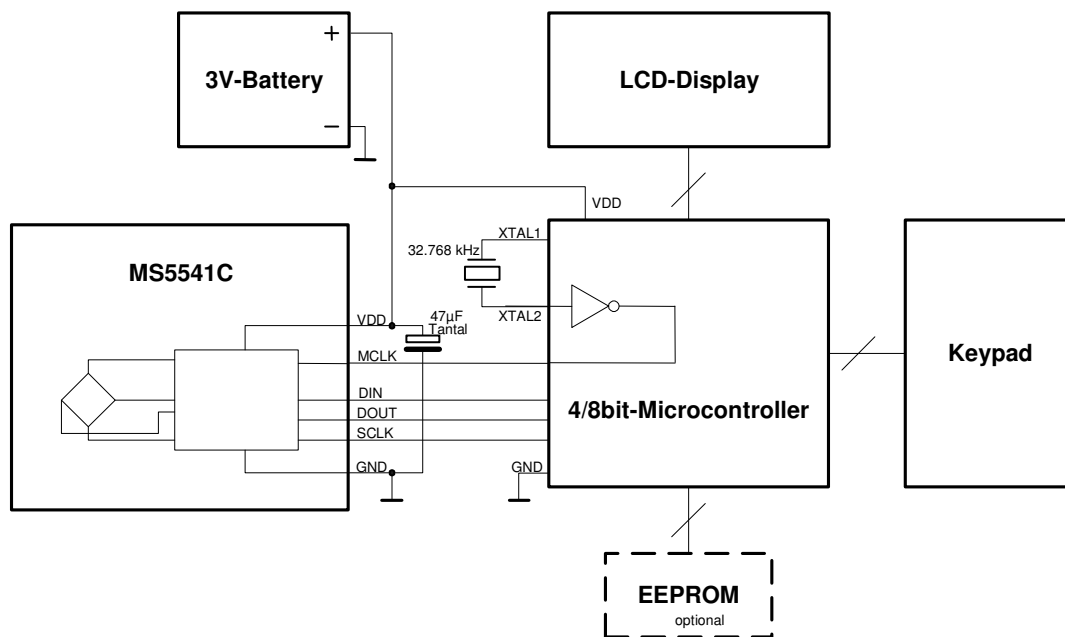 +
3V-Battery
−
LCD-Display
VDD
XTAL1
32.768 kHz
XTAL2
MS5541C
VDD
47µF
Tantal
MCLK
DIN
DOUT
SCLK
GND
4/8bit-Microcontroller
GND
Keypad
EEPROM
optional